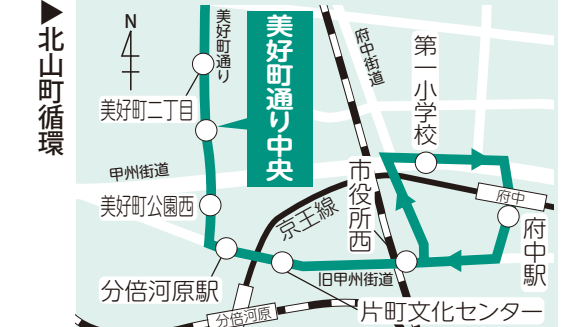 ▶北山町循環
N
美好町通り
美好町通り中央
府中街道
第一小学校
美好町二丁目
甲州街道
市役所西
美好町公園西
京王線
府中
府中駅
分倍河原駅
旧甲州街道
片町文化センター
分倍河原